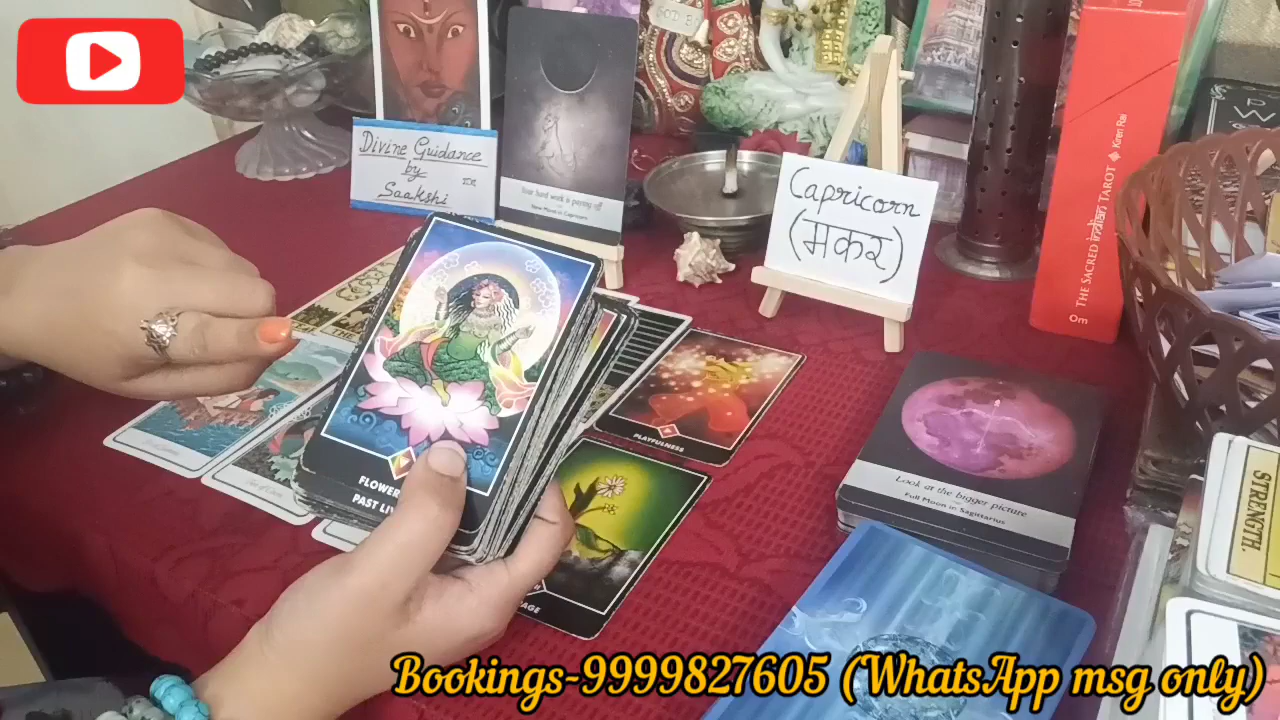 Divine Guidance
by
Saakshi
Your hard work is paying off
New Moon in Capricorn
Capricorn
(मकर)
THE SACRED indian TAROT ◆ Kiren Rai
Om
PLAYFULNESS
Look at the bigger picture
Full Moon in Sagittarius
STRENGTH.
FLOWER
PAST LI
Bookings-9999827605 (WhatsApp msg only)